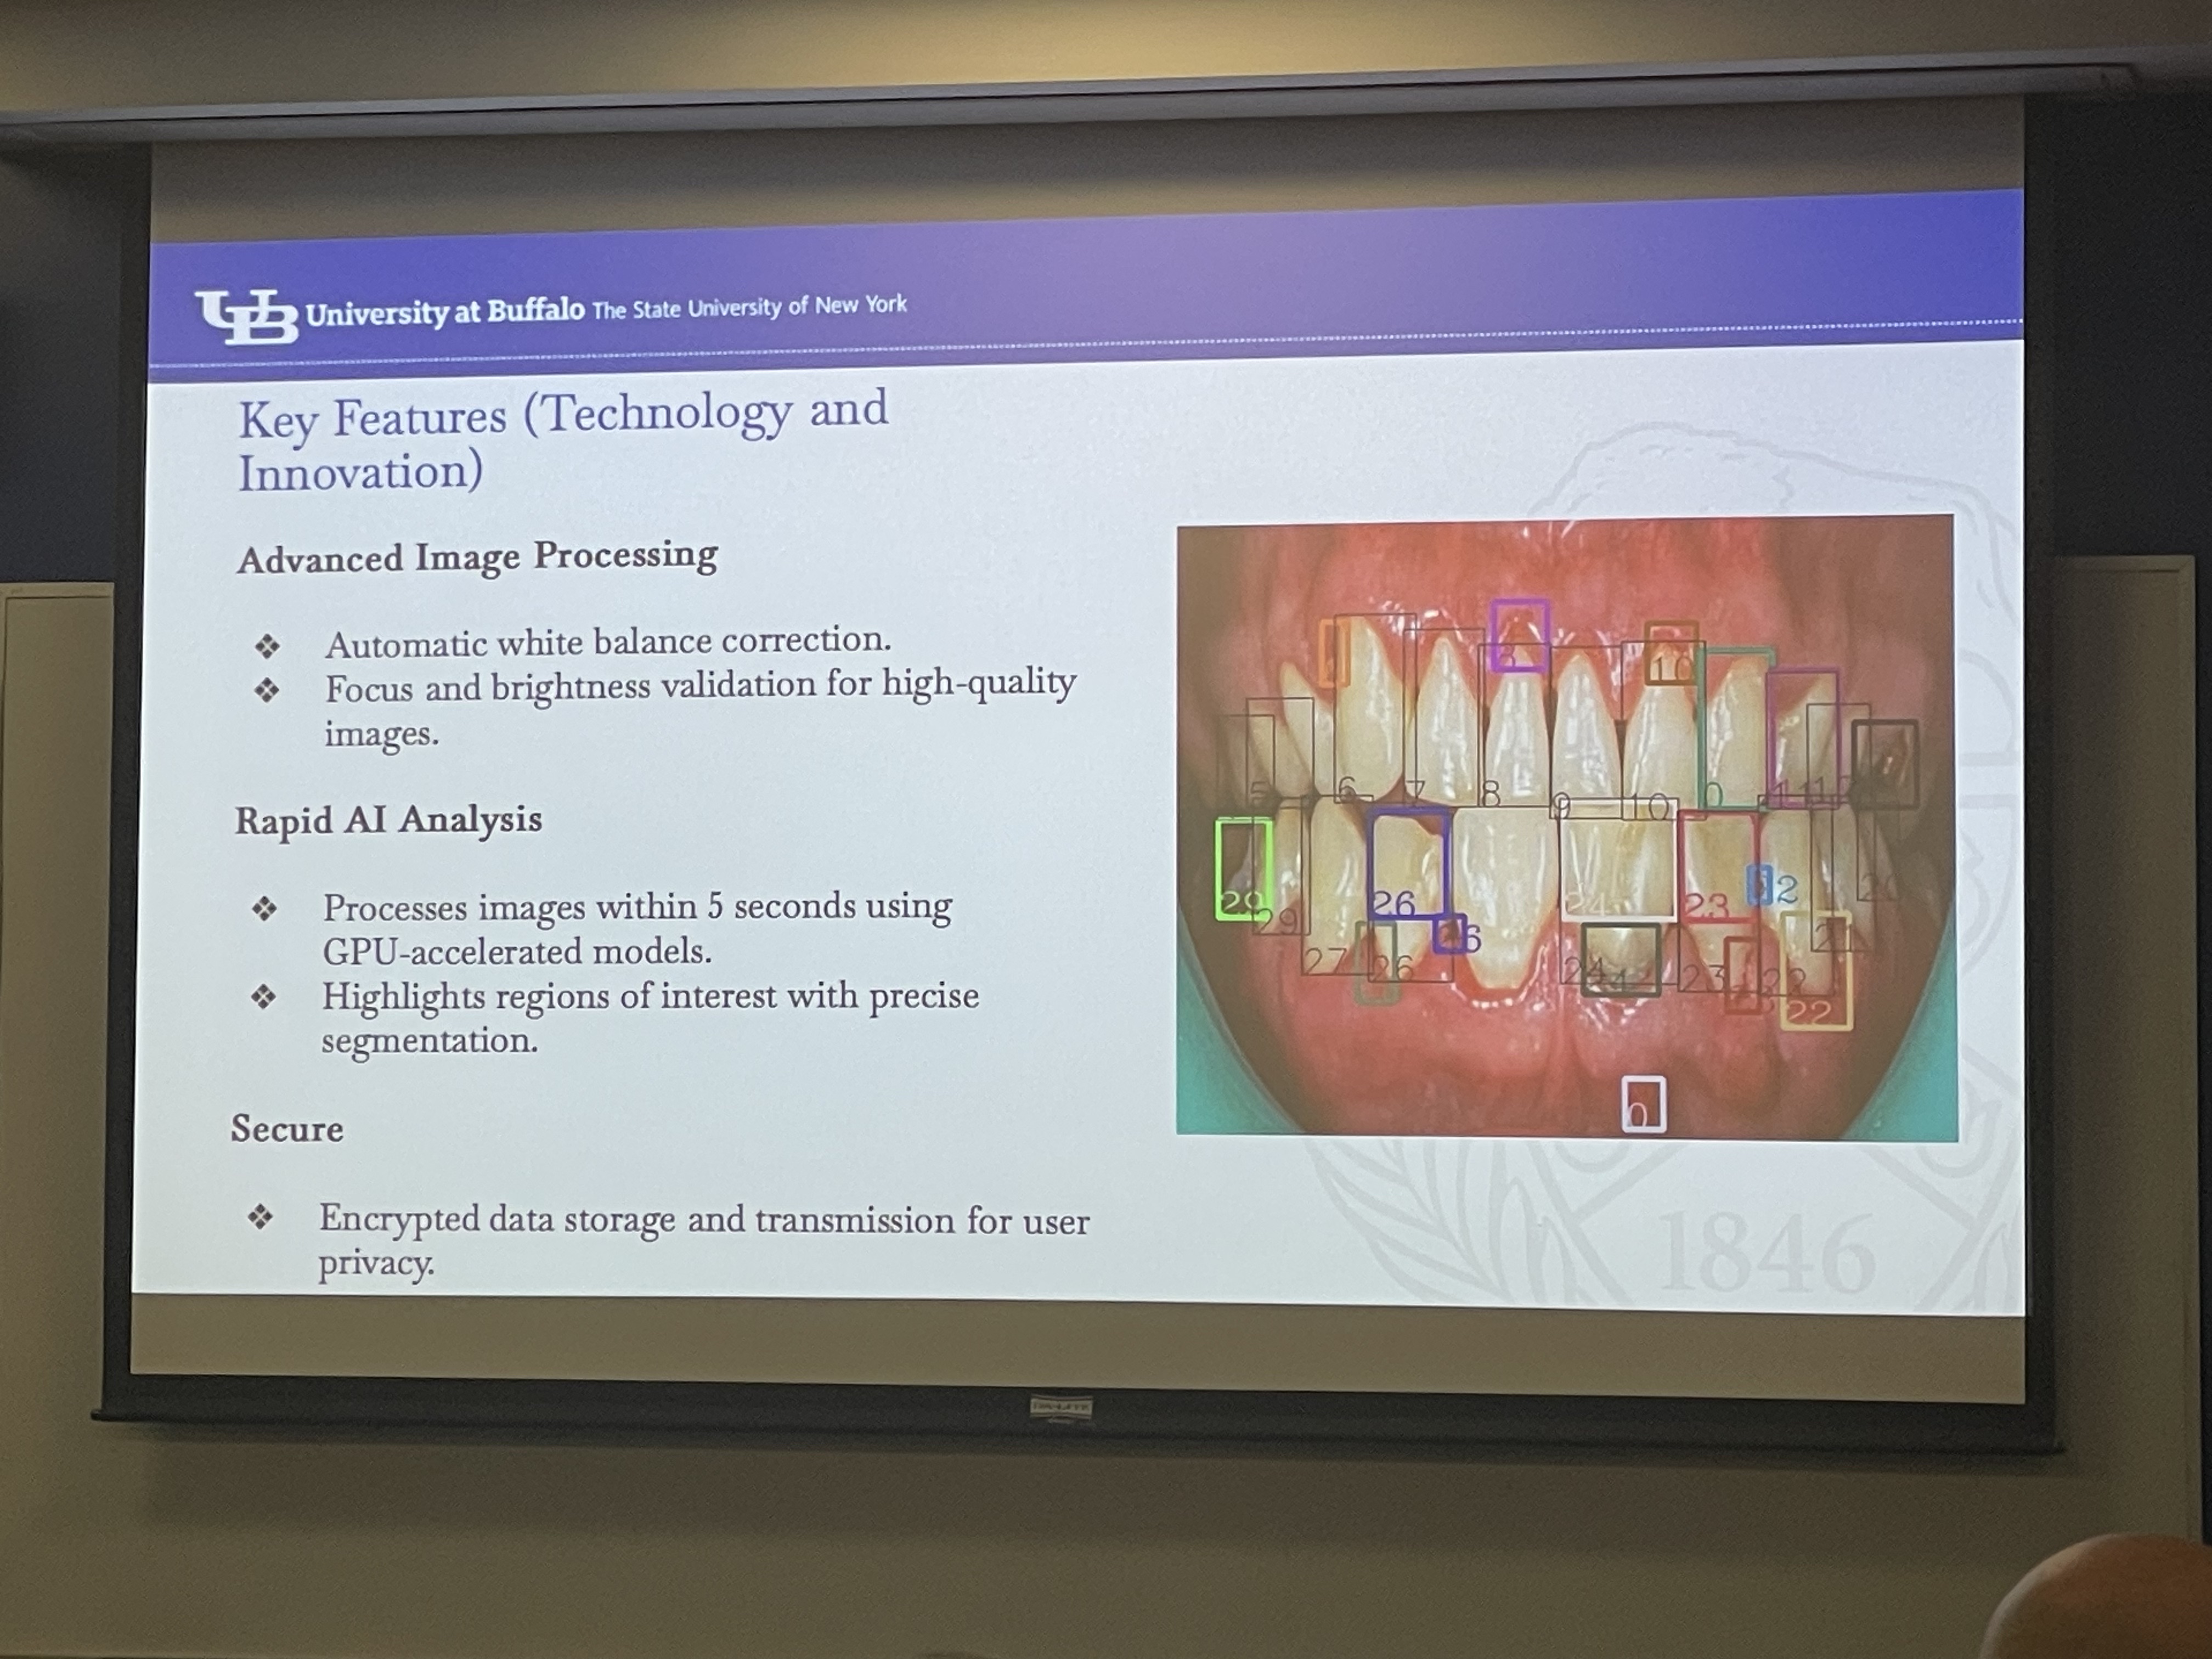 UB University at Buffalo The State University of New York
Key Features (Technology and
Innovation)
Advanced Image Processing
❖ Automatic white balance correction.
❖ Focus and brightness validation for high-quality
images.
Rapid AI Analysis
❖ Processes images within 5 seconds using
GPU-accelerated models.
❖ Highlights regions of interest with precise
segmentation.
Secure
❖ Encrypted data storage and transmission for user
privacy.
10
5 6 7 8 9 10 0 11
26 24 23 2
29 29
26
27 26 24 23 22 21
22
0
1846